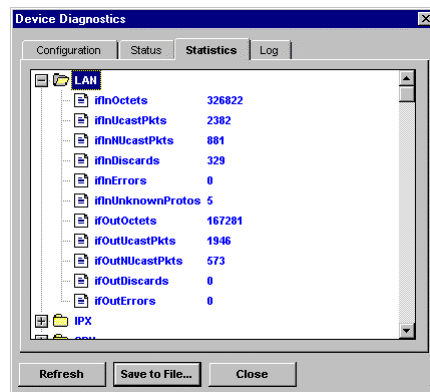 Device Diagnostics
Configuration Status Statistics Log
LAN
ifInOctets 326822
ifInUcastPkts 2382
ifInNUcastPkts 881
ifInDiscards 329
ifInErrors 0
ifInUnknownProtos 5
ifOutOctets 167281
ifOutUcastPkts 1946
ifOutNUcastPkts 573
ifOutDiscards 0
ifOutErrors 0
IPX
Refresh Save to File... Close